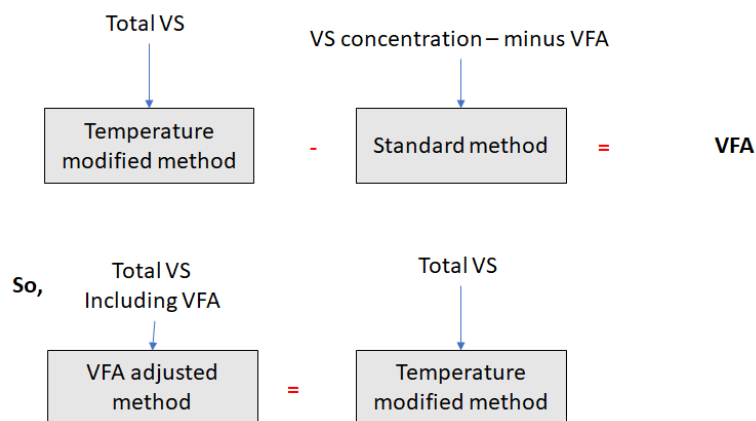 Total VS
VS concentration – minus VFA
Temperature
modified method
-
Standard method
=
VFA
So,
Total VS
Including VFA
Total VS
VFA adjusted
method
=
Temperature
modified method